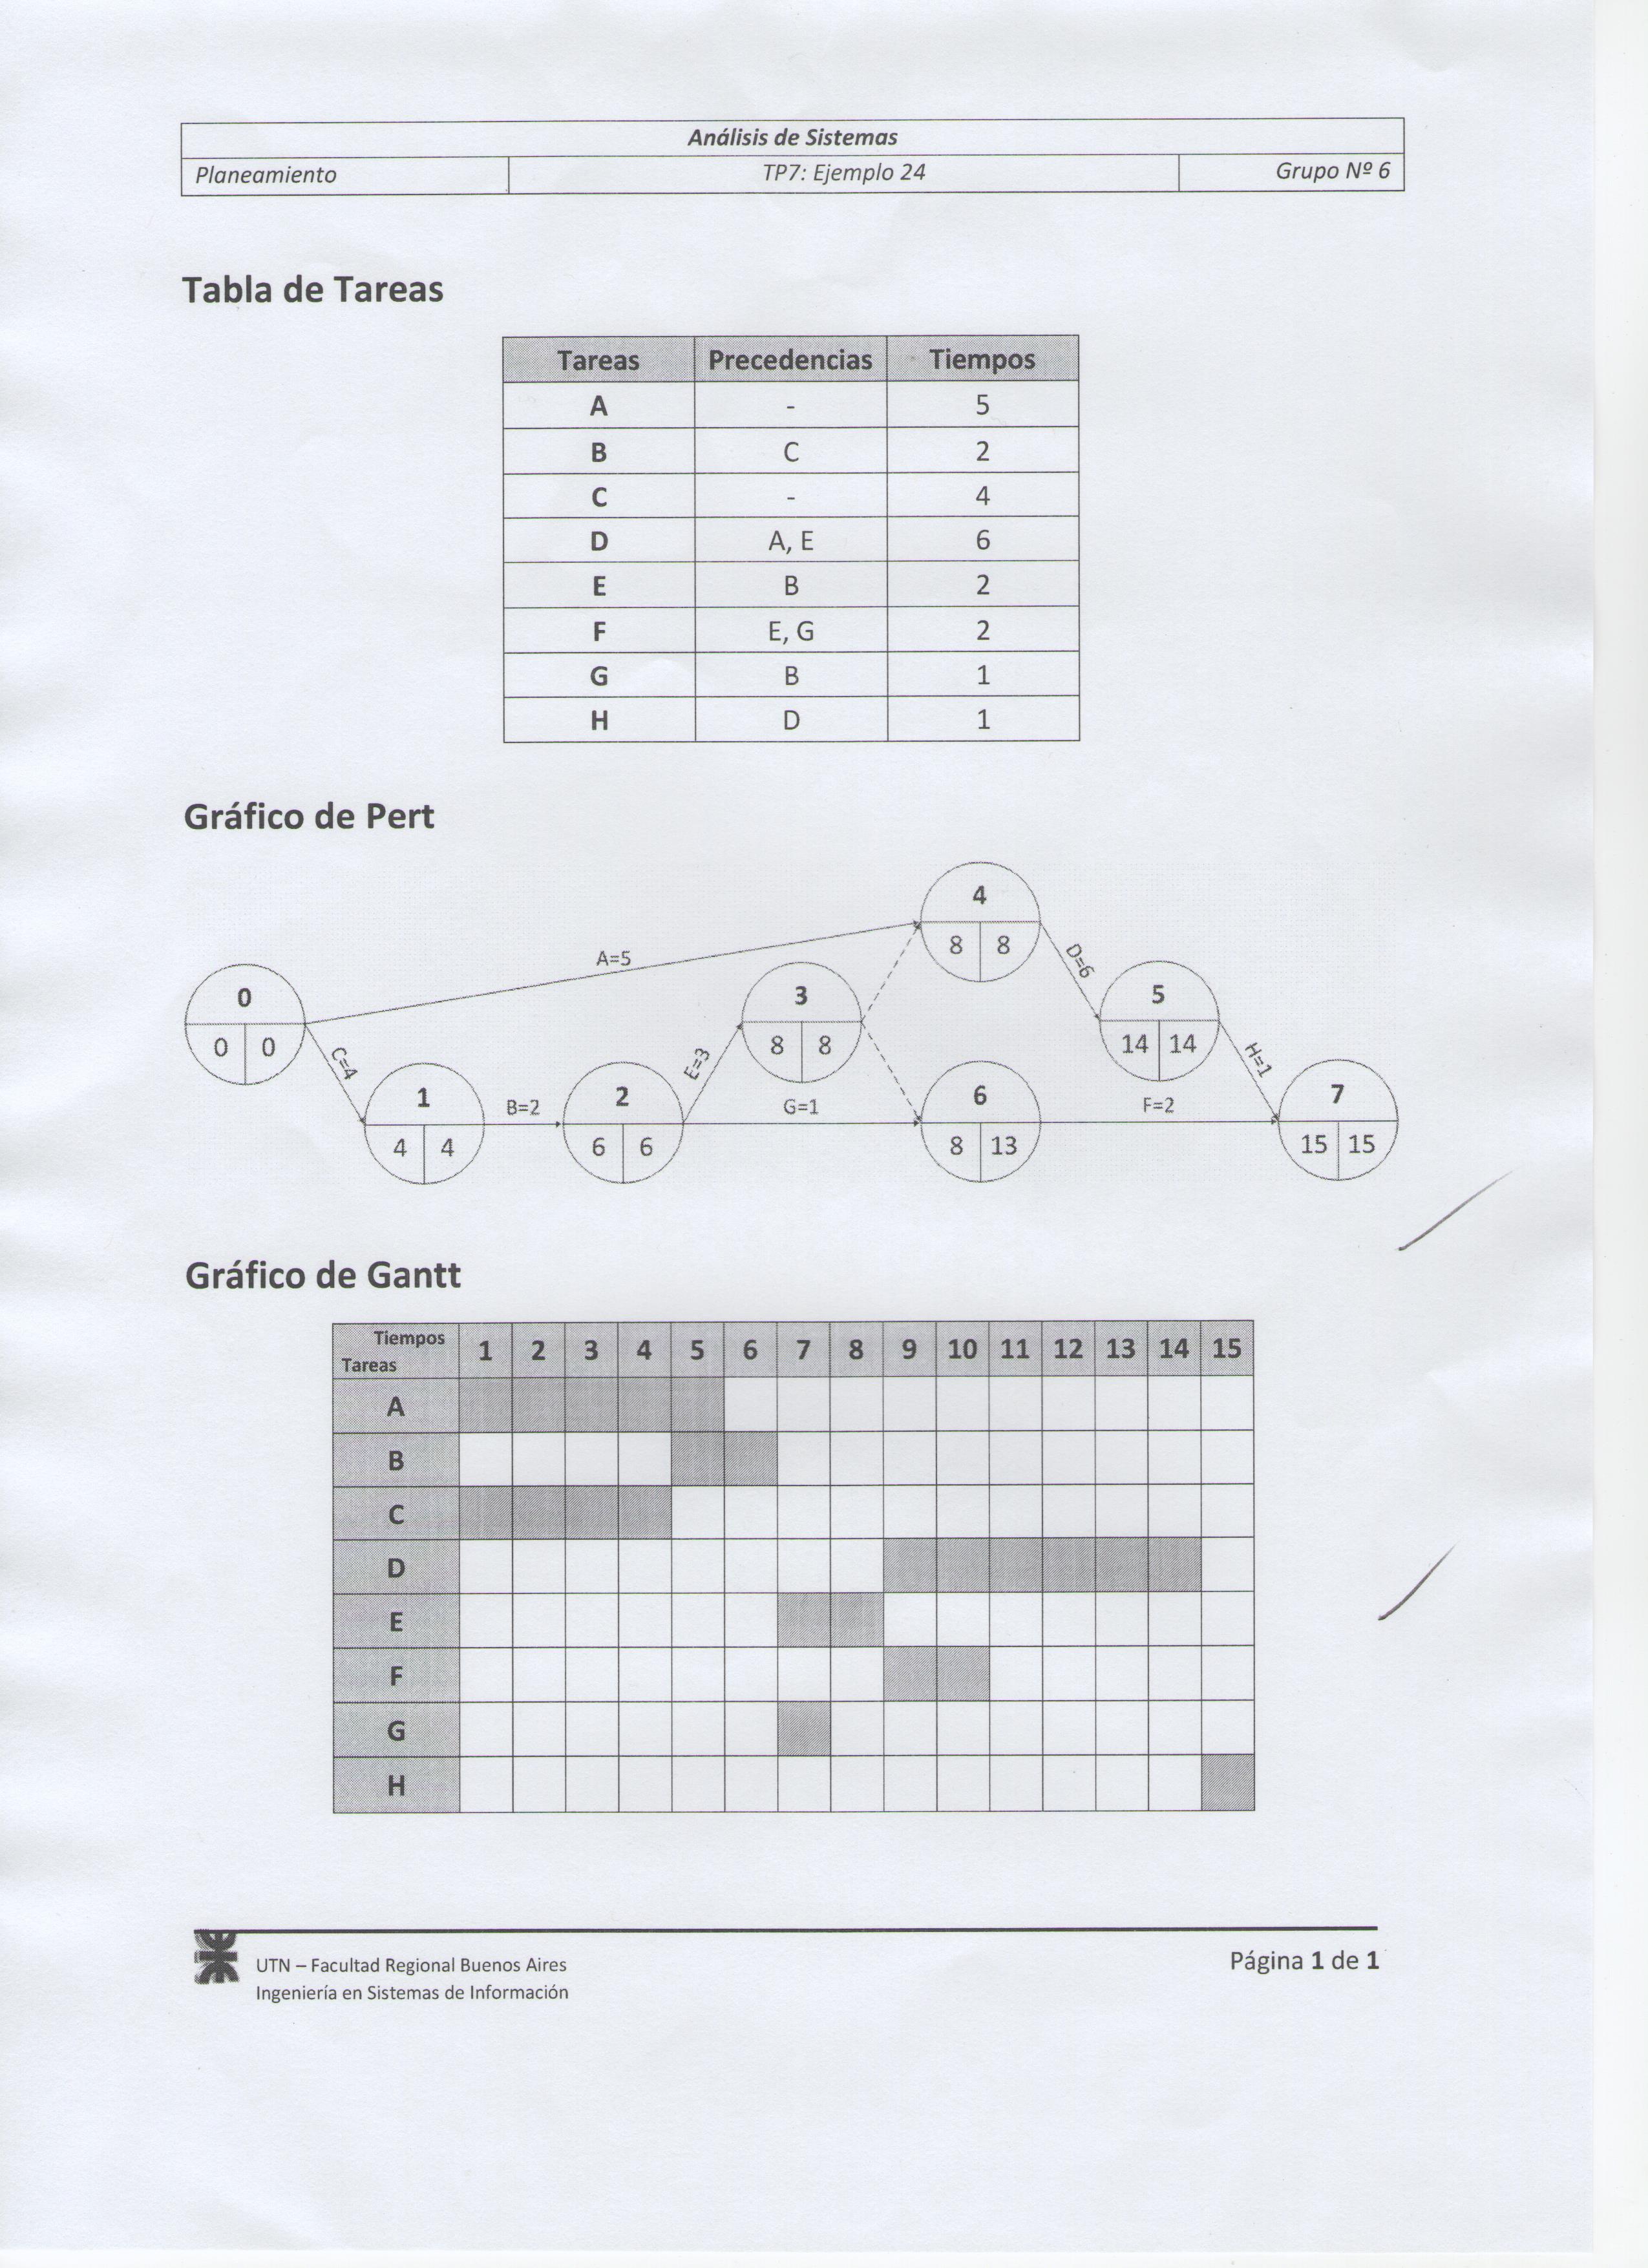 Análisis de Sistemas
Planeamiento TP7: Ejemplo 24 Grupo Nº 6
Tabla de Tareas
Tareas Precedencias Tiempos
A - 5
B C 2
C - 4
D A, E 6
E B 2
F E, G 2
G B 1
H D 1
Gráfico de Pert
4
8 8
A=5
D=6
0
0 0
3
8 8
5
14 14
C=4
E=3
H=1
1
4 4
B=2
2
6 6
G=1
6
8 13
F=2
7
15 15
Gráfico de Gantt
Tiempos
Tareas
1 2 3 4 5 6 7 8 9 10 11 12 13 14 15
A
B
C
D
E
F
G
H
UTN – Facultad Regional Buenos Aires
Ingeniería en Sistemas de Información
Página 1 de 1